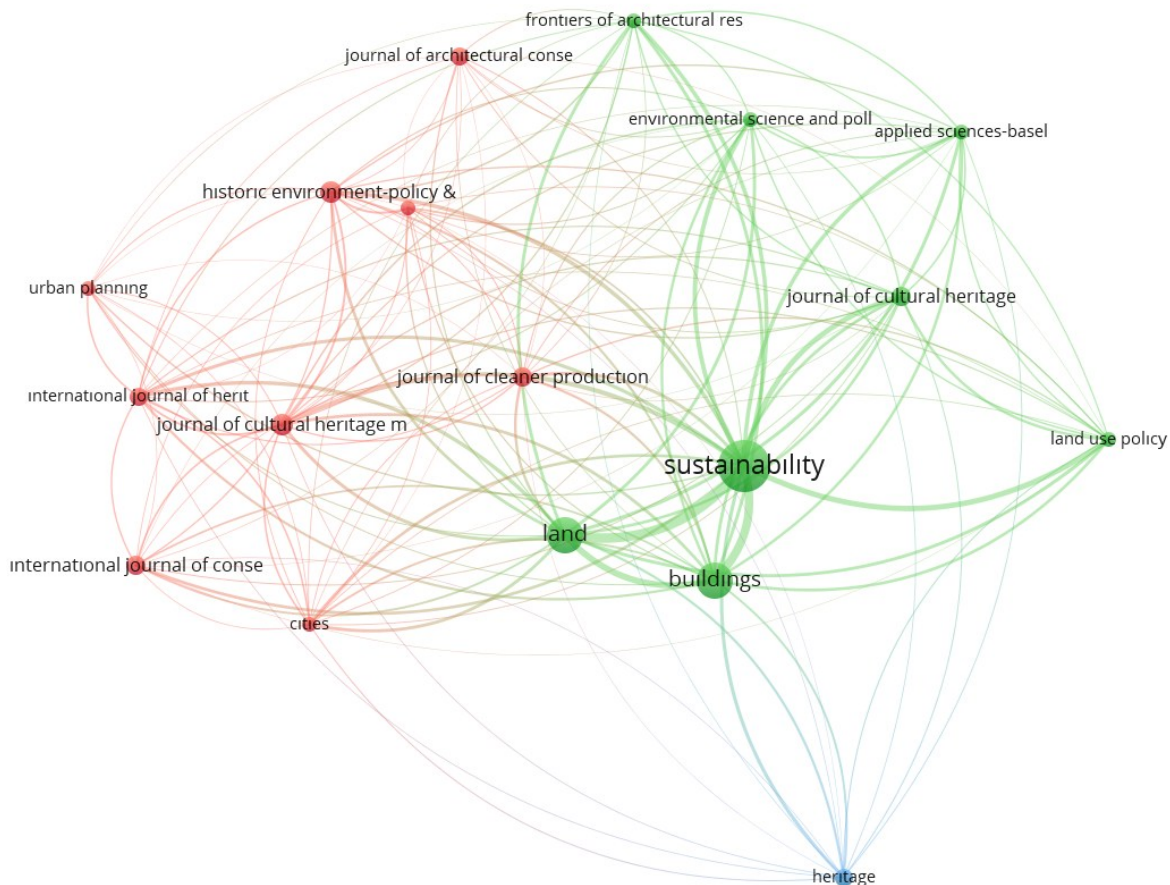 frontiers of architectural res
journal of architectural conse
environmental science and poll
applied sciences-basel
historic environment-policy &
urban planning
journal of cultural heritage
journal of cleaner production
international journal of herit
journal of cultural heritage m
land use policy
sustainability
land
international journal of conse
buildings
cities
heritage